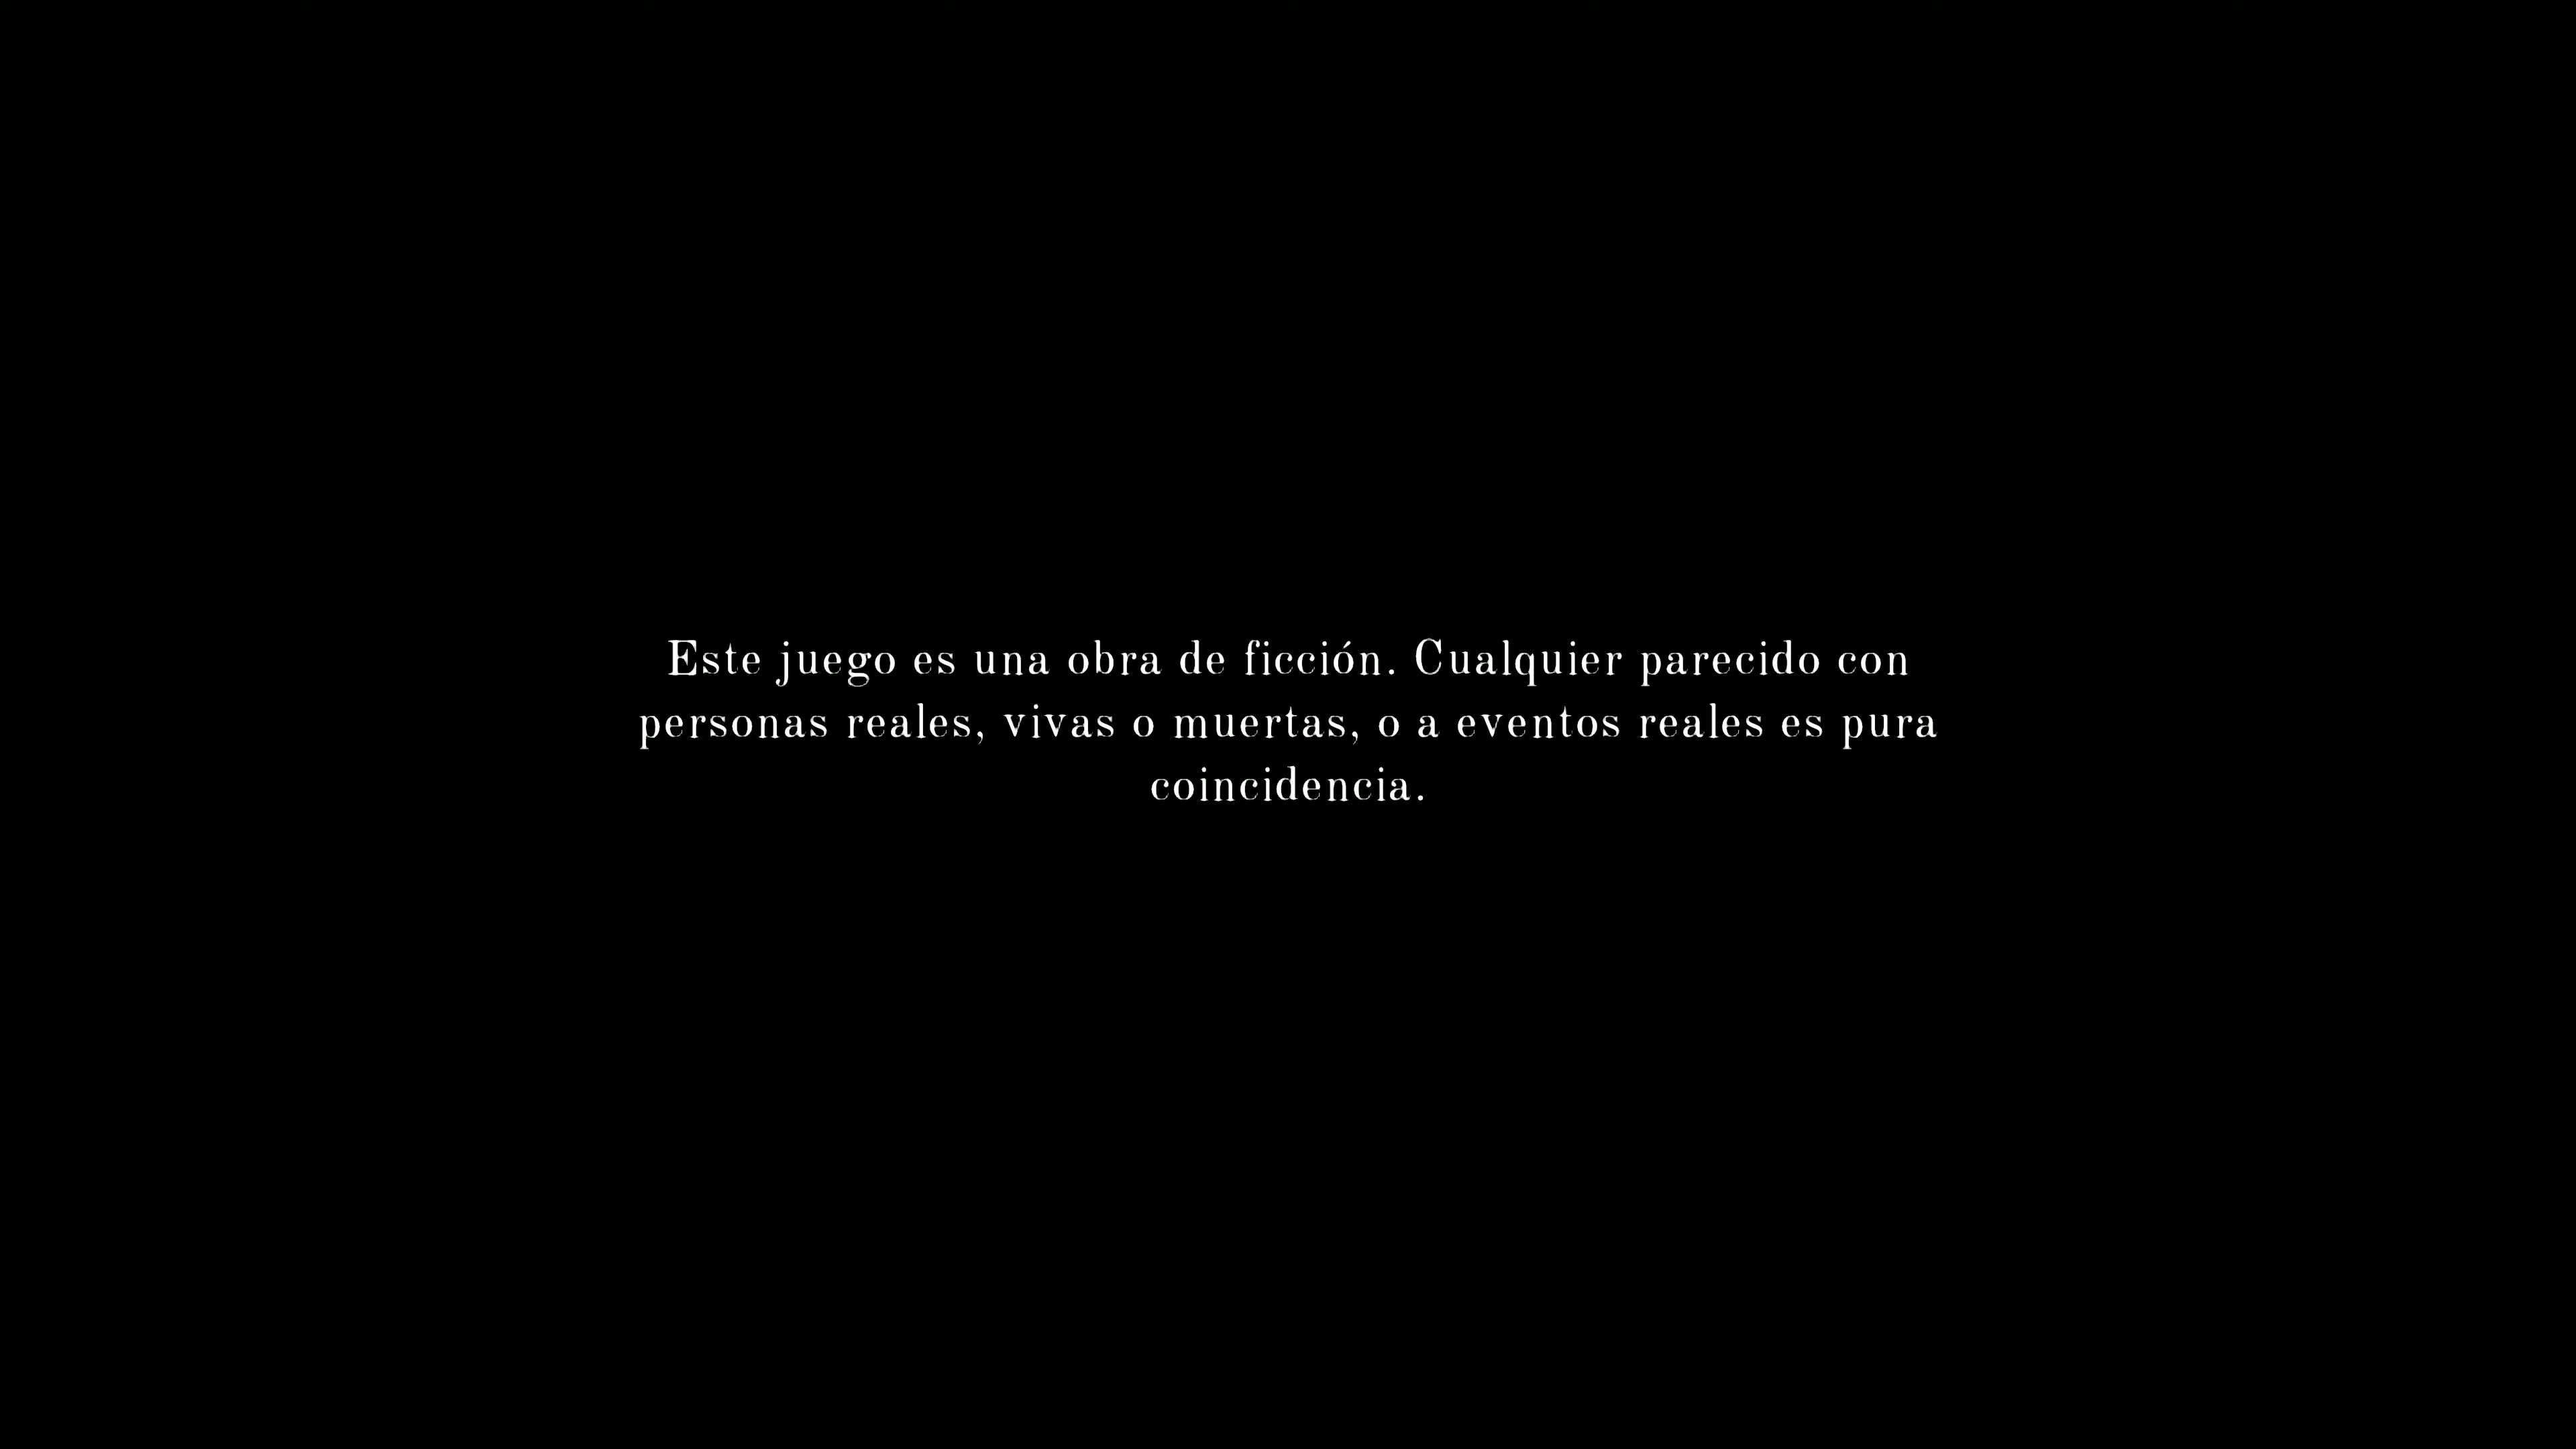 Este juego es una obra de ficción. Cualquier parecido con
personas reales, vivas o muertas, o a eventos reales es pura
coincidencia.